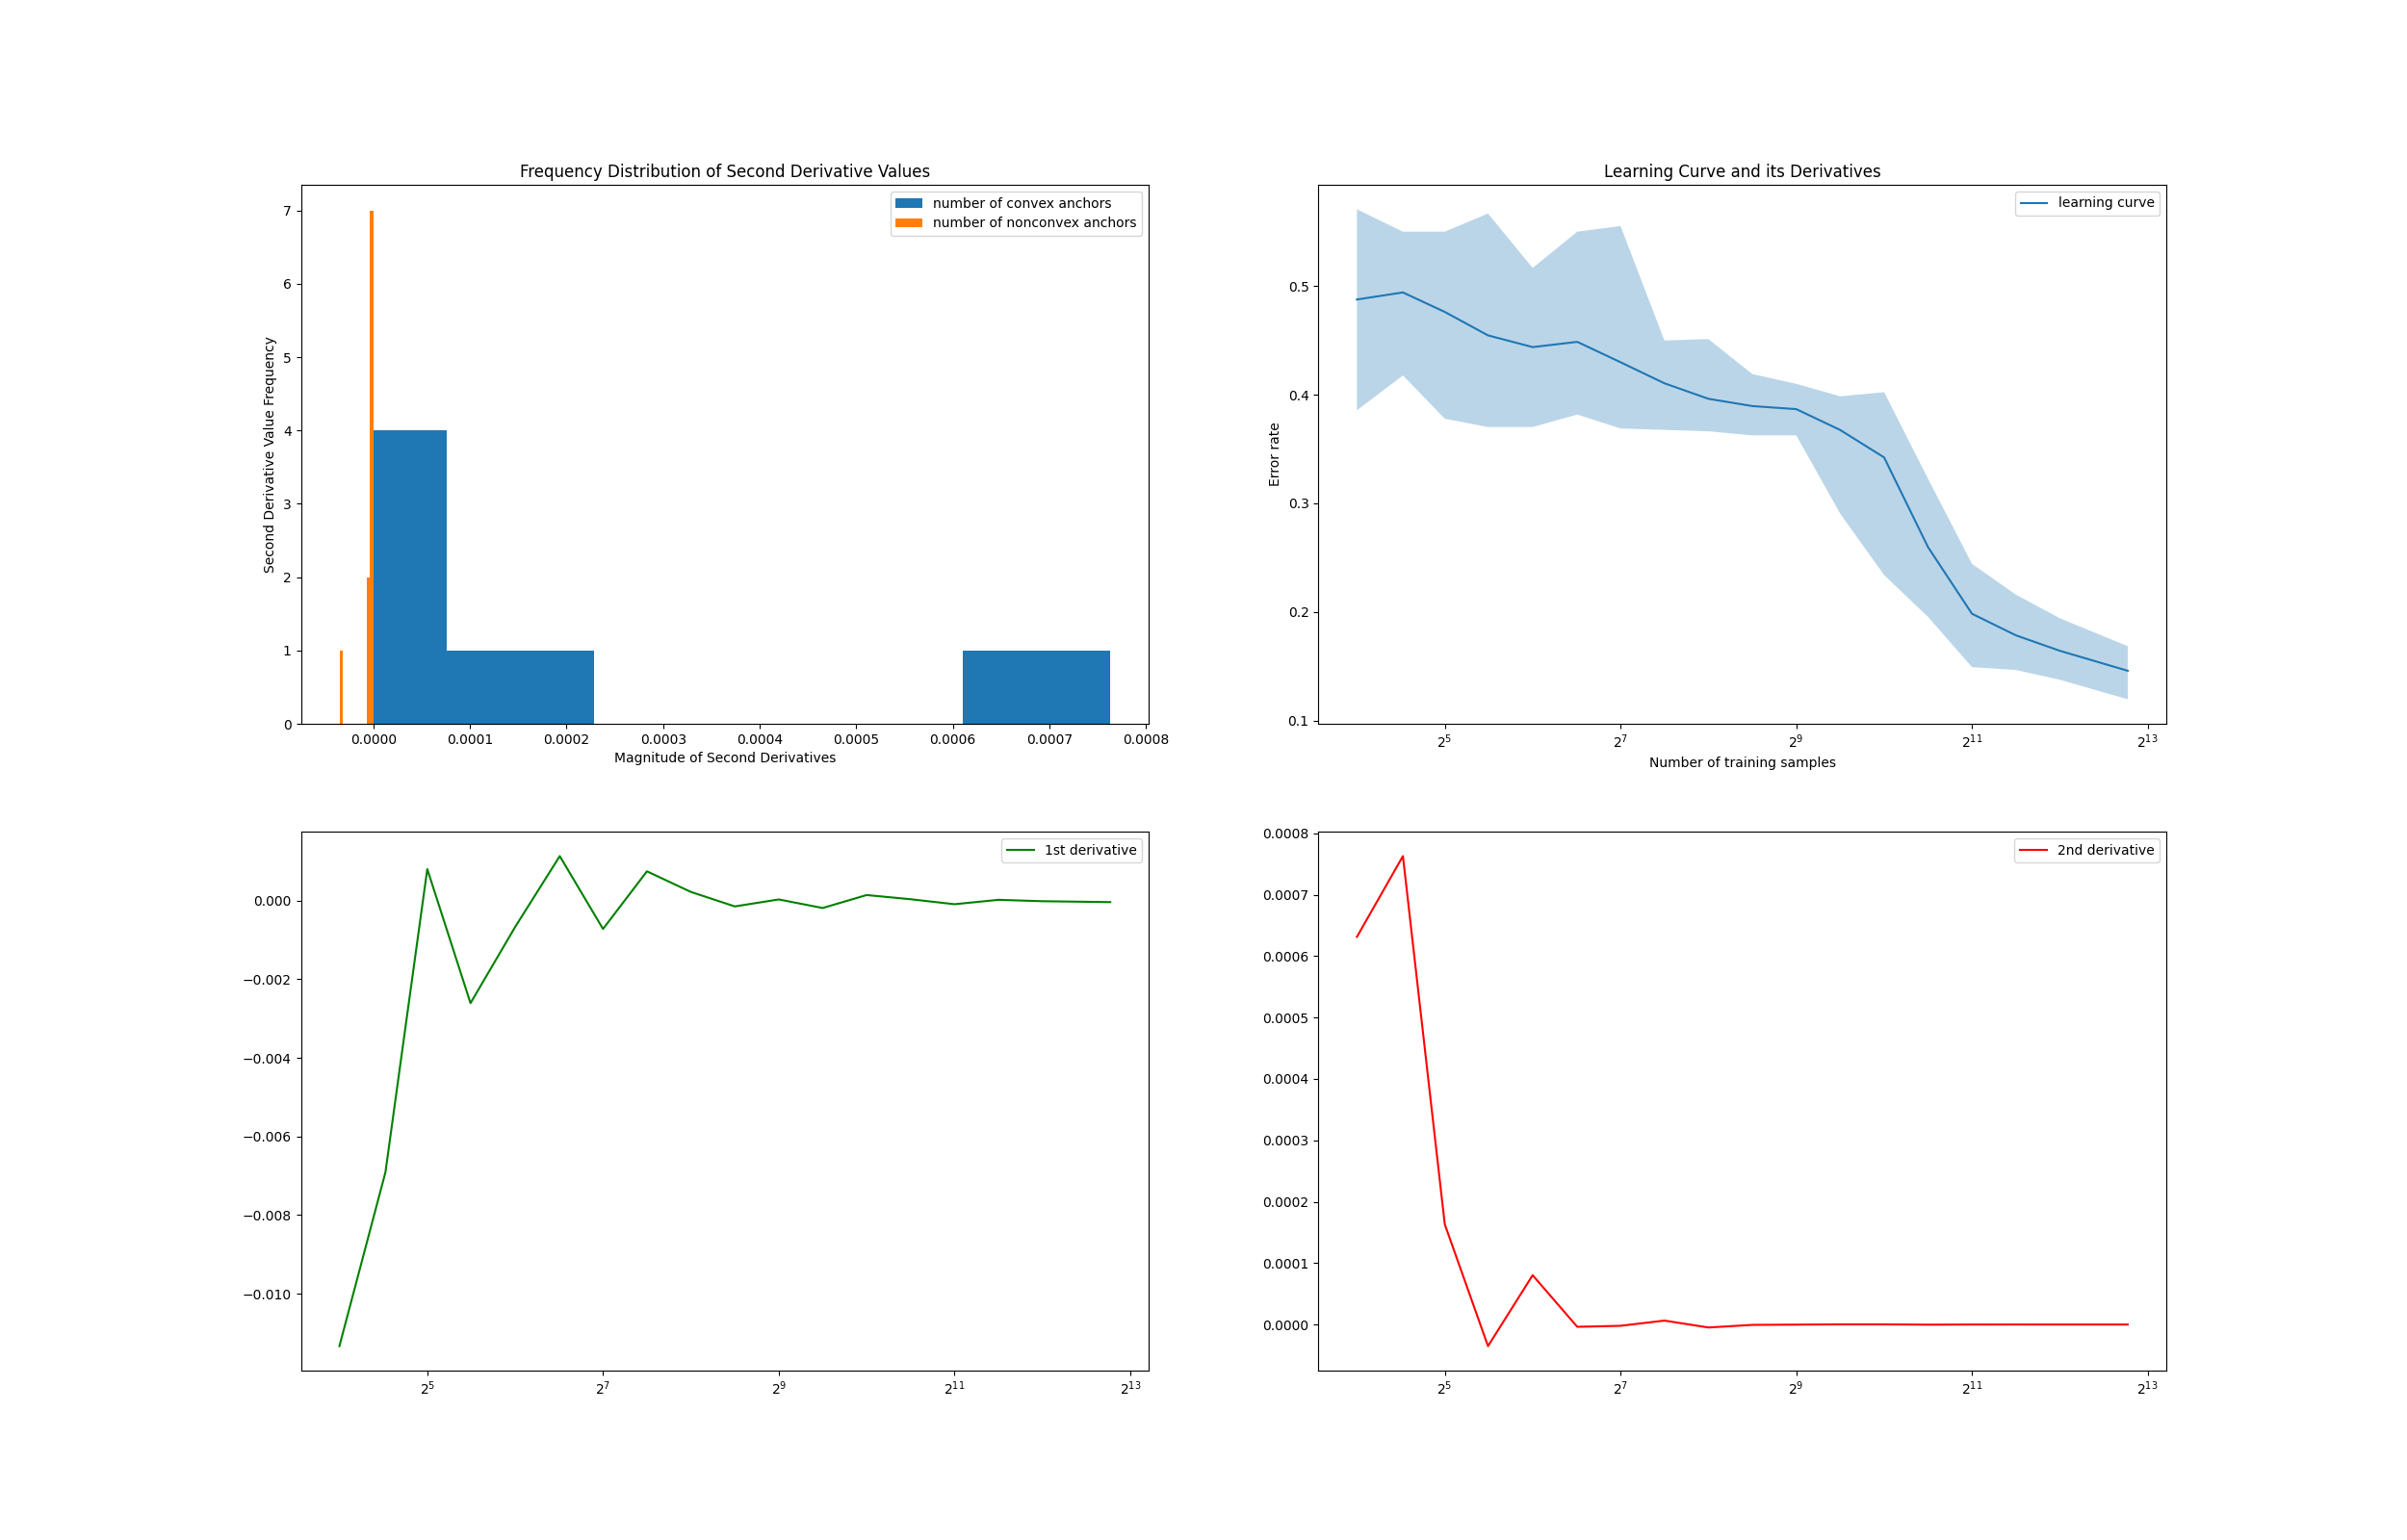 Frequency Distribution of Second Derivative Values
number of convex anchors
number of nonconvex anchors
Second Derivative Value Frequency
7
6
5
4
3
2
1
0
0.0000 0.0001 0.0002 0.0003 0.0004 0.0005 0.0006 0.0007 0.0008
Magnitude of Second Derivatives
Learning Curve and its Derivatives
learning curve
Error rate
0.5
0.4
0.3
0.2
0.1
2^5 2^7 2^9 2^11 2^13
Number of training samples
1st derivative
0.000
−0.002
−0.004
−0.006
−0.008
−0.010
2^5 2^7 2^9 2^11 2^13
2nd derivative
0.0008
0.0007
0.0006
0.0005
0.0004
0.0003
0.0002
0.0001
0.0000
2^5 2^7 2^9 2^11 2^13